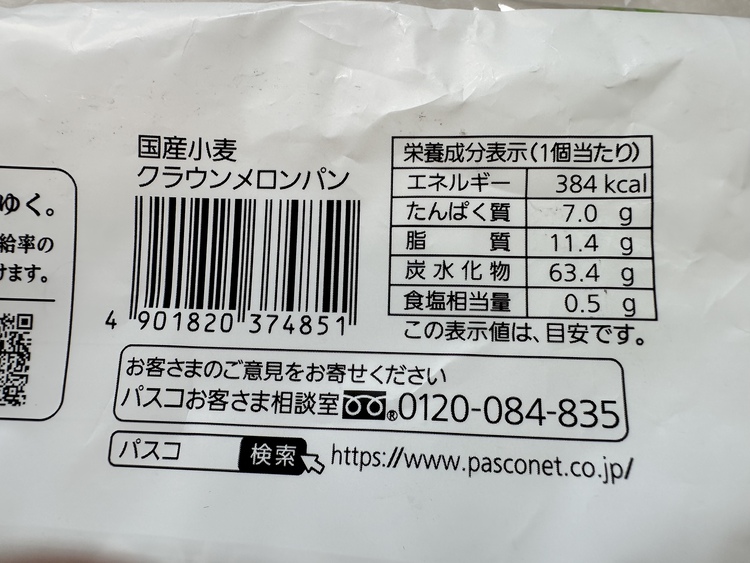 ゆく。
給率の
けます。
国産小麦
クラウンメロンパン
4 901820 374851
栄養成分表示(1個当たり)
エネルギー 384 kcal
たんぱく質 7.0 g
脂質 11.4 g
炭水化物 63.4 g
食塩相当量 0.5 g
この表示値は、目安です。
お客さまのご意見をお寄せください
パスコお客さま相談室 ® 0120-084-835
パスコ 検索 https://www.pasconet.co.jp/